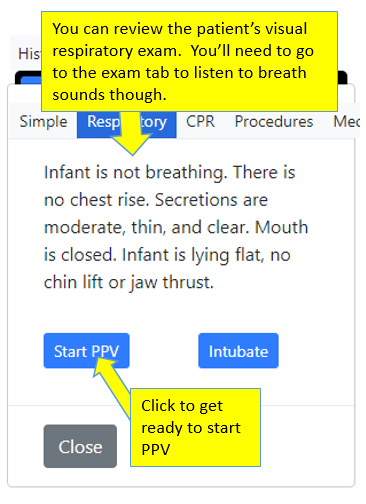 You can review the patient's visual
respiratory exam.  You'll need to go
to the exam tab to listen to breath
sounds though.
Simple Respiratory CPR Procedures
Infant is not breathing. There is
no chest rise. Secretions are
moderate, thin, and clear. Mouth
is closed. Infant is lying flat, no
chin lift or jaw thrust.
Start PPV Intubate
Click to get
ready to start
PPV
Close